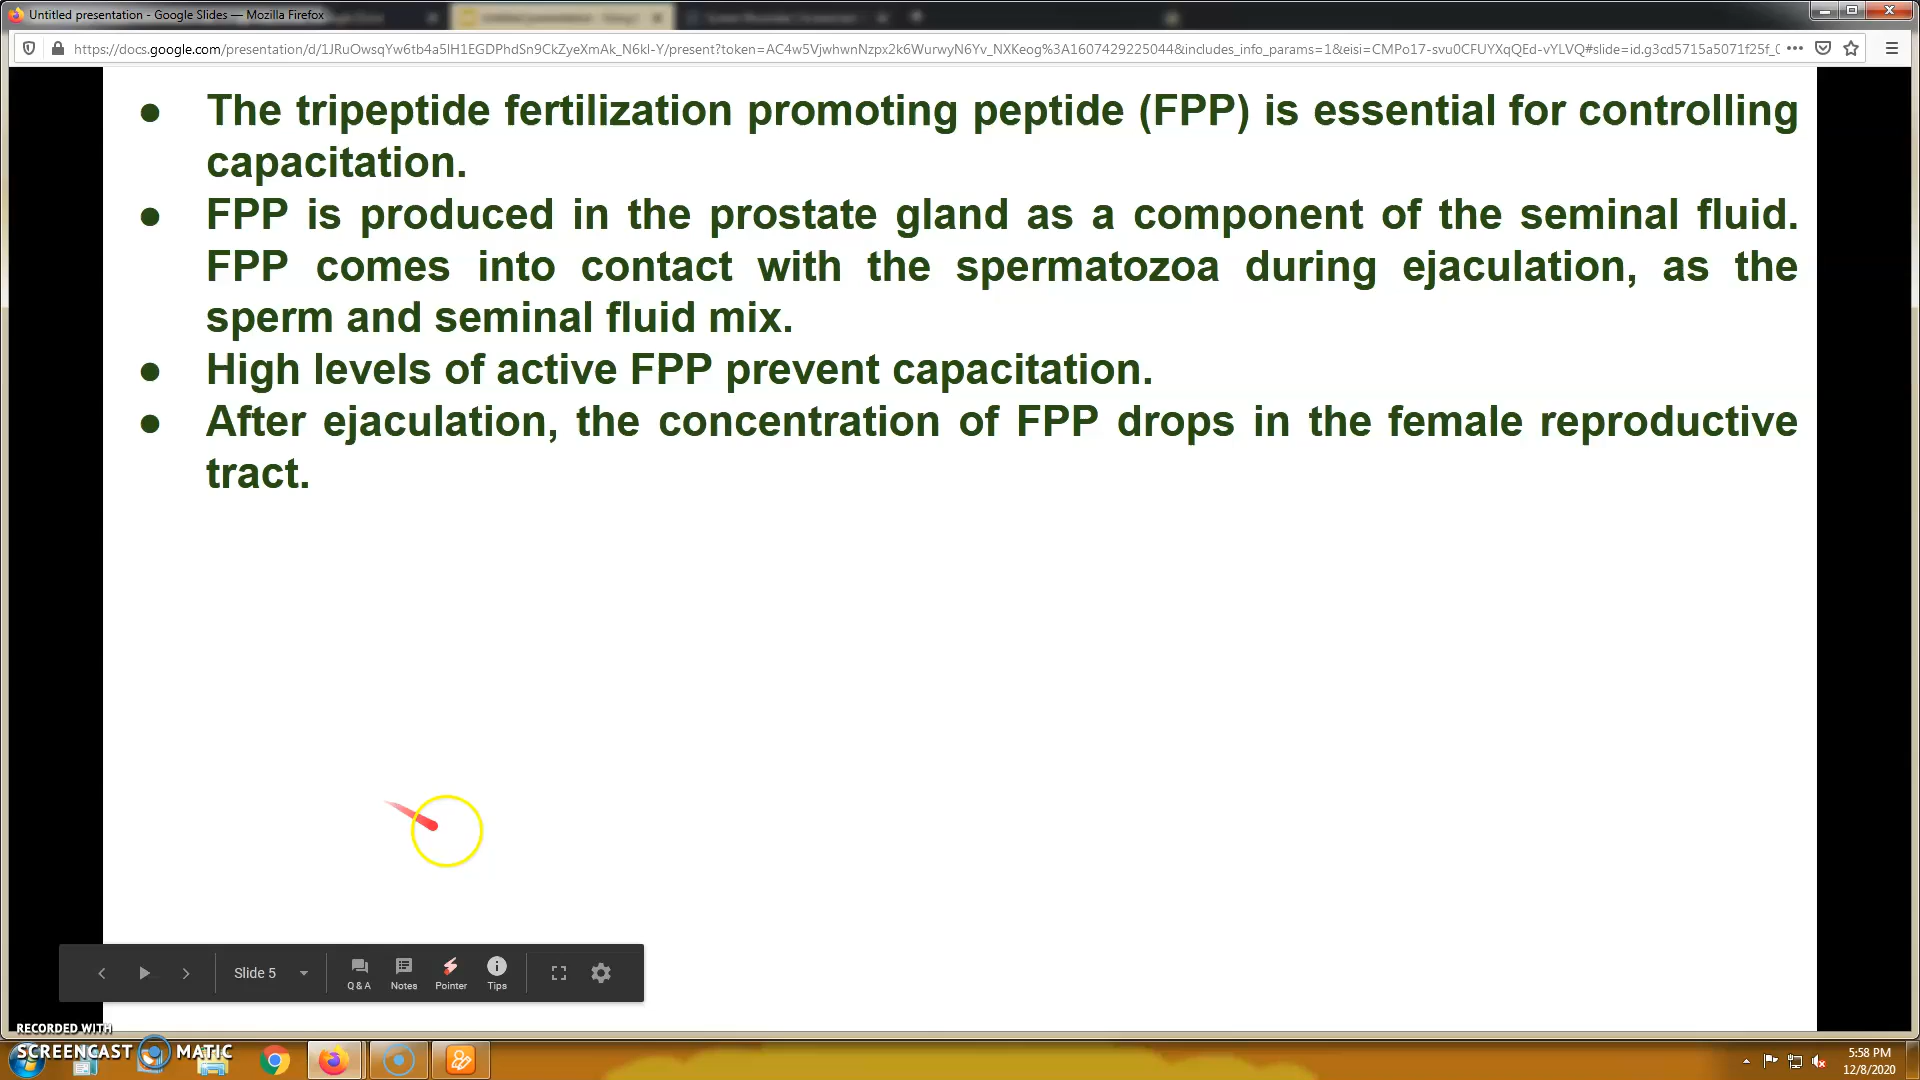 Untitled presentation - Google Slides — Mozilla Firefox
https://docs.google.com/presentation/d/1JRuOwsqYw6tb4a5lH1EGDPhdSn9CkZyeXmAk_N6kl-Y/present?token=AC4w5VjwhwnNzpx2k6WurwyN6Yv_NXKeog%3A1607429225044&includes_info_params=1&eisi=CMPo17-svu0CFUYXqQEd-vYLVQ#slide=id.g3cd5715a5071f25f_0
● The tripeptide fertilization promoting peptide (FPP) is essential for controlling
capacitation.
● FPP is produced in the prostate gland as a component of the seminal fluid.
FPP comes into contact with the spermatozoa during ejaculation, as the
sperm and seminal fluid mix.
● High levels of active FPP prevent capacitation.
● After ejaculation, the concentration of FPP drops in the female reproductive
tract.
Slide 5
Q & A Notes Pointer Tips
RECORDED WITH
SCREENCAST MATIC
5:58 PM
12/8/2020